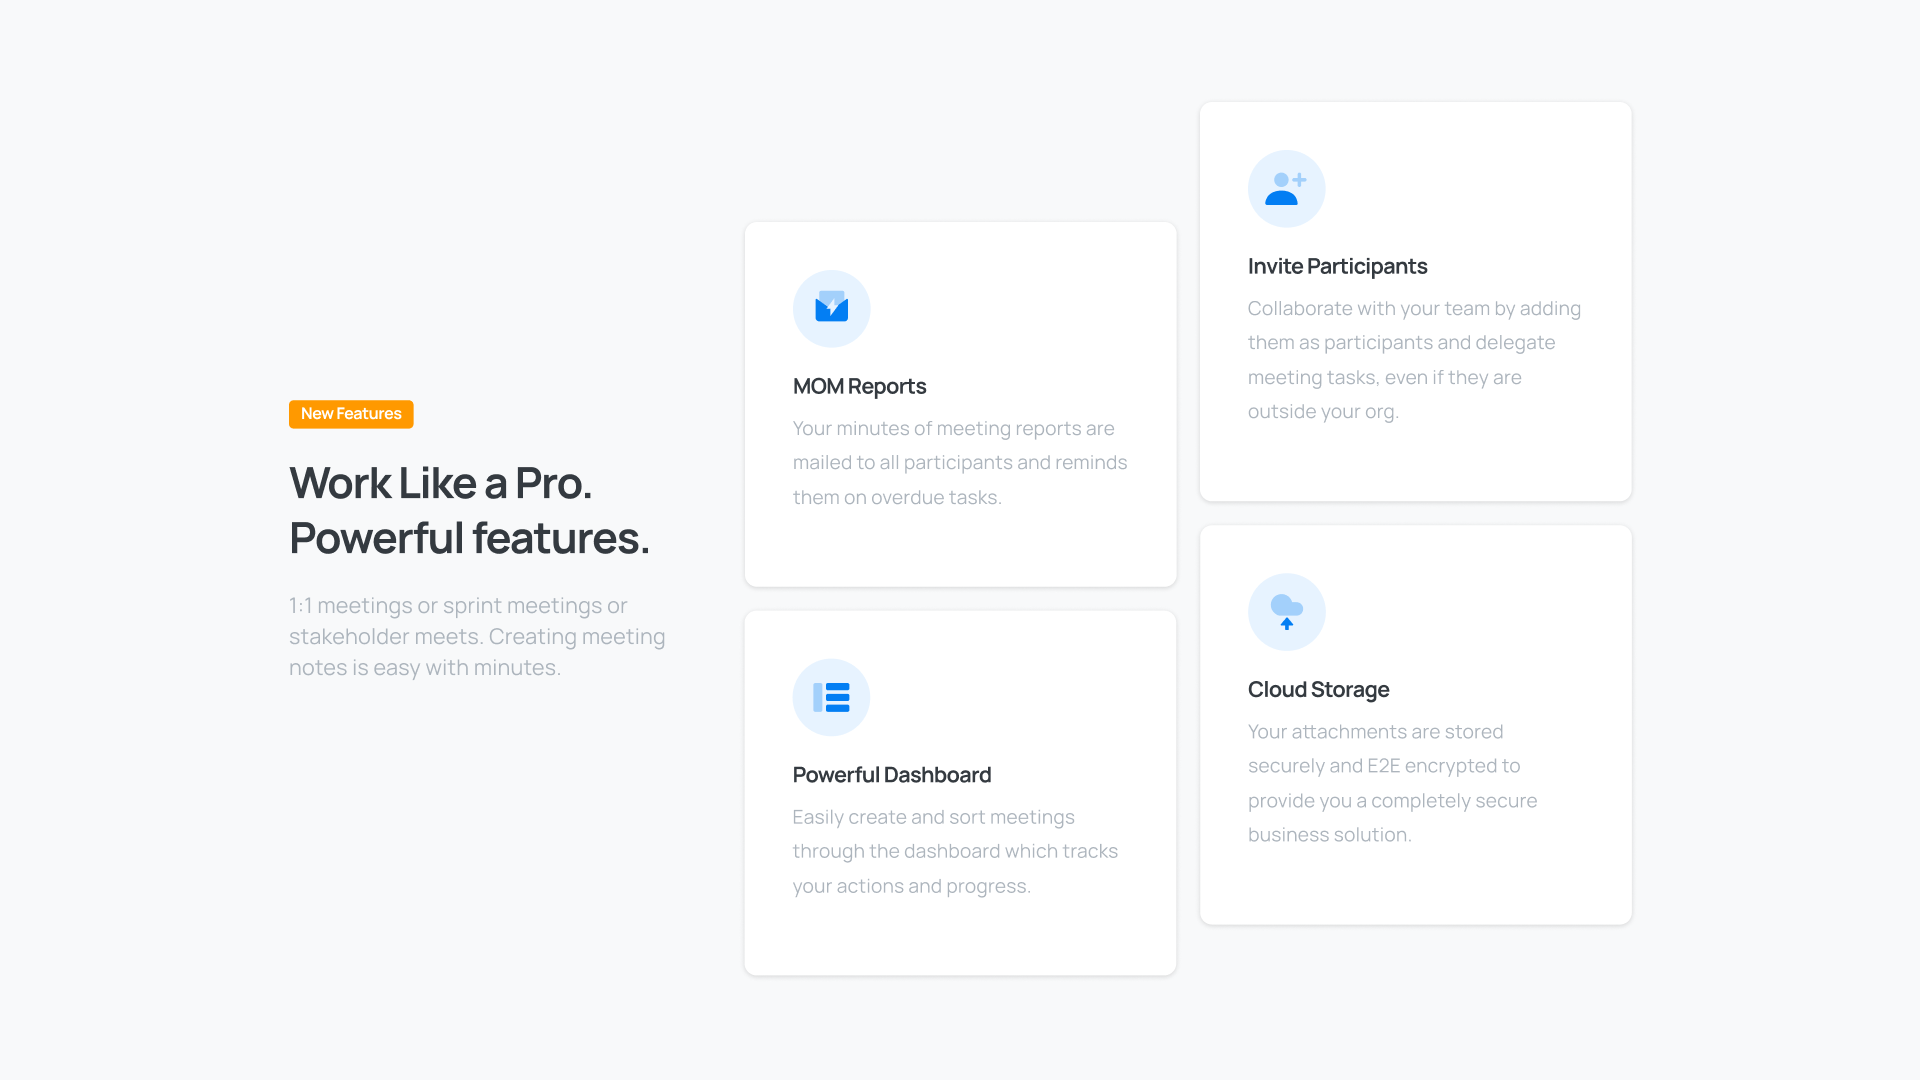 New Features
Work Like a Pro.
Powerful features.
1:1 meetings or sprint meetings or
stakeholder meets. Creating meeting
notes is easy with minutes.
MOM Reports
Your minutes of meeting reports are
mailed to all participants and reminds
them on overdue tasks.
Powerful Dashboard
Easily create and sort meetings
through the dashboard which tracks
your actions and progress.
Invite Participants
Collaborate with your team by adding
them as participants and delegate
meeting tasks, even if they are
outside your org.
Cloud Storage
Your attachments are stored
securely and E2E encrypted to
provide you a completely secure
business solution.